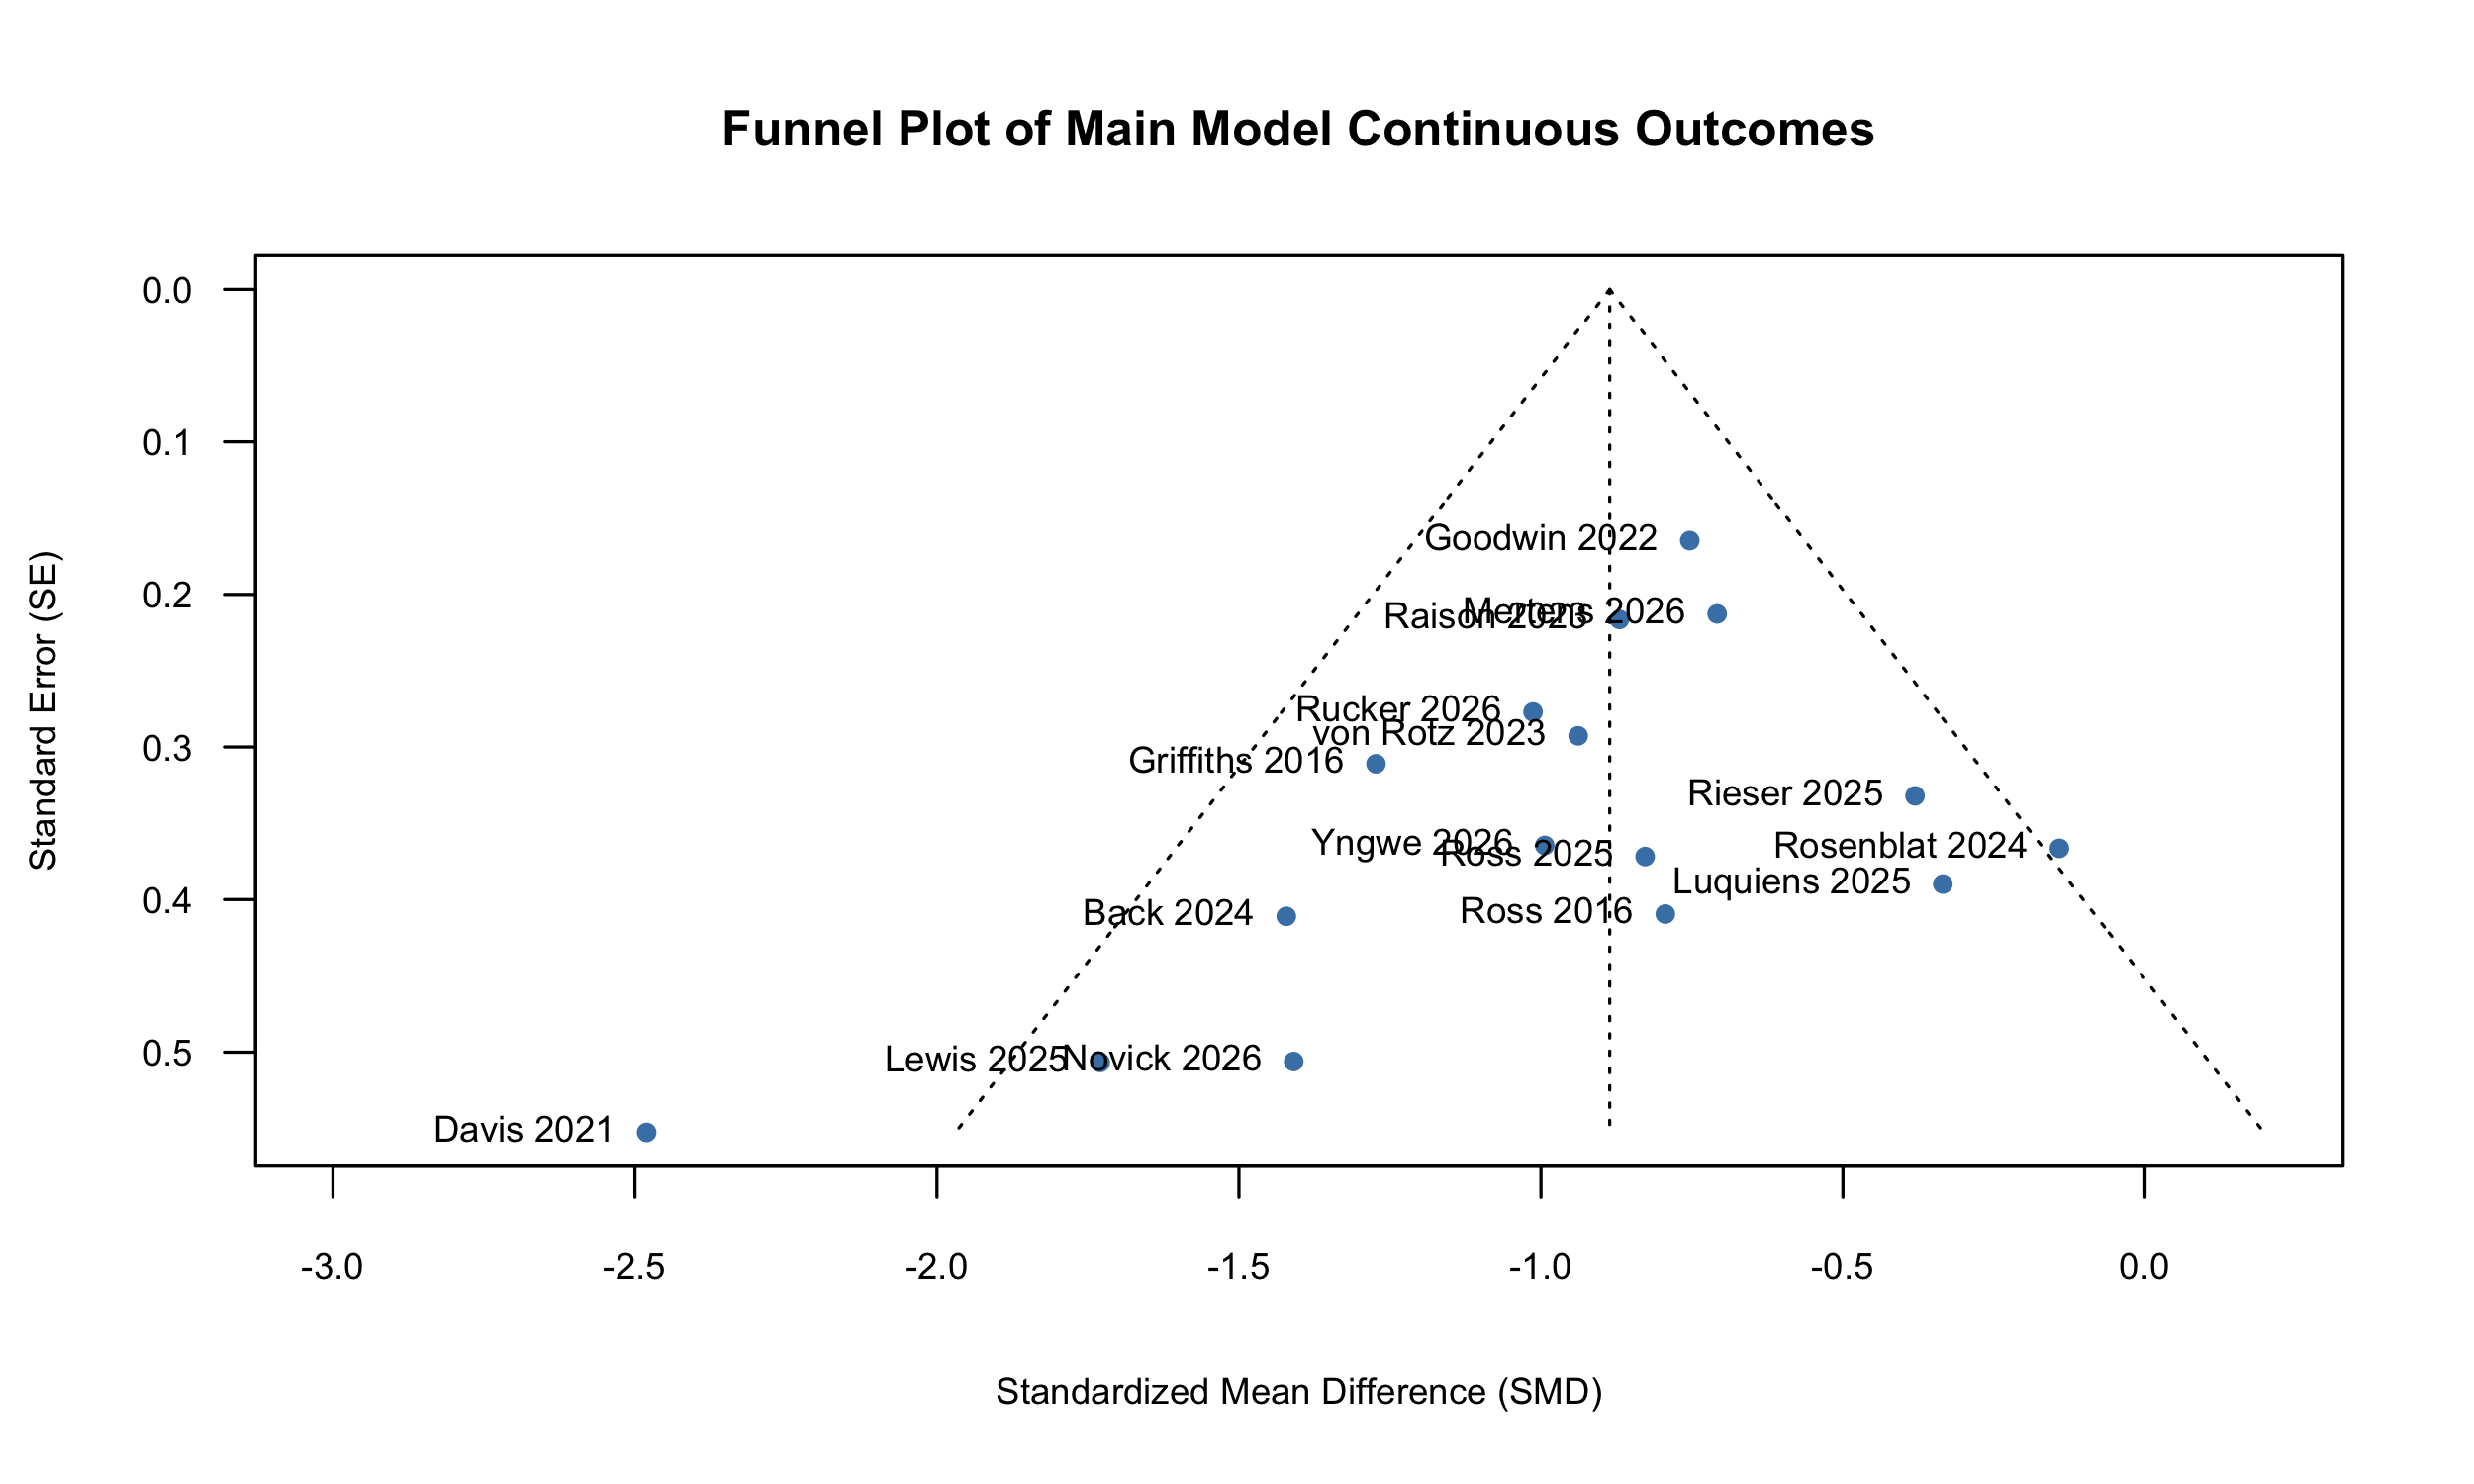 Funnel Plot of Main Model Continuous Outcomes
Standard Error (SE)
0.0
0.1
0.2
0.3
0.4
0.5
Goodwin 2022
Mertens 2026
Raison 2023
Rucker 2026
von Rotz 2023
Griffiths 2016
Rieser 2025
Yngwe 2026
Rosenblat 2024
Ross 2025
Luquiens 2025
Back 2024
Ross 2016
Lewis 2025
Novick 2026
Davis 2021
-3.0 -2.5 -2.0 -1.5 -1.0 -0.5 0.0
Standardized Mean Difference (SMD)